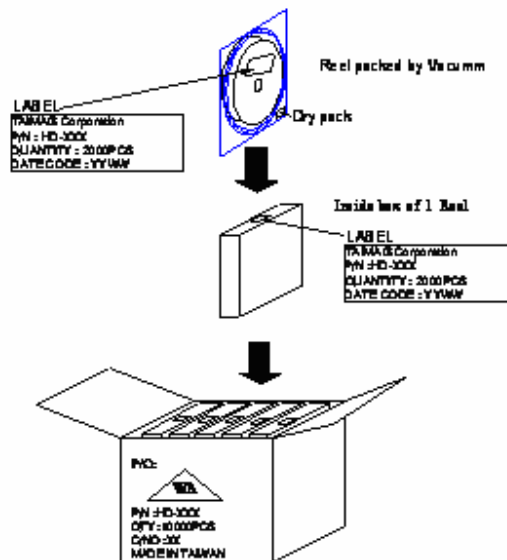 Reel packed by Vacumm
Dry pack
LABEL
TAIMAG Corporation
P/N : HD-XXX
QUANTITY : 2000PCS
DATE CODE : YYWW
Inside box of 1 Reel
LABEL
TAIMAG Corporation
P/N :HD-XXX
QUANTITY : 2000PCS
DATE CODE : YYWW
P/O:
P/N :HD-XXX
QTY :10000PCS
C/NO :XX
MADE IN TAIWAN